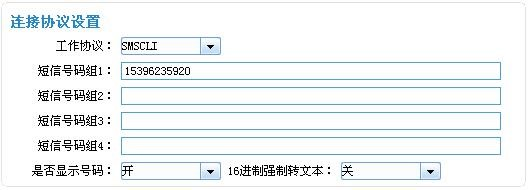 连接协议设置
工作协议： SMSCLI
短信号码组1： 15396235920
短信号码组2：
短信号码组3：
短信号码组4：
是否显示号码： 开 16进制强制转文本： 关